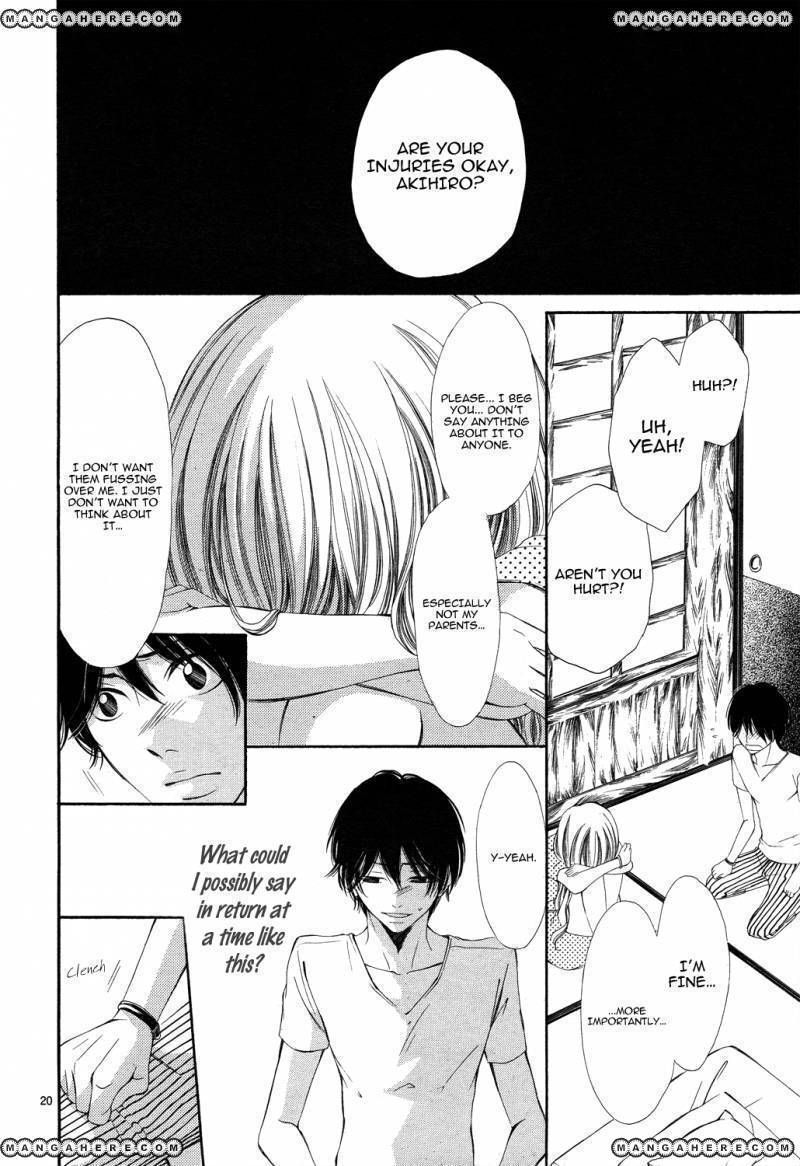 MANGAHERE.COM
MANGAHERE.COM
ARE YOUR
INJURIES OKAY,
AKIHIRO?
HUH?!
UH,
YEAH!
AREN'T YOU
HURT?!
I'M
FINE...
...MORE
IMPORTANTLY...
PLEASE... I BEG
YOU... DON'T
SAY ANYTHING
ABOUT IT TO
ANYONE.
ESPECIALLY
NOT MY
PARENTS...
I DON'T WANT
THEM FUSSING
OVER ME. I JUST
DON'T WANT TO
THINK ABOUT
IT...
Y-YEAH.
What could
I possibly say
in return at
a time like
this?
Clench
20
MANGAHERE.COM
MANGAHERE.COM